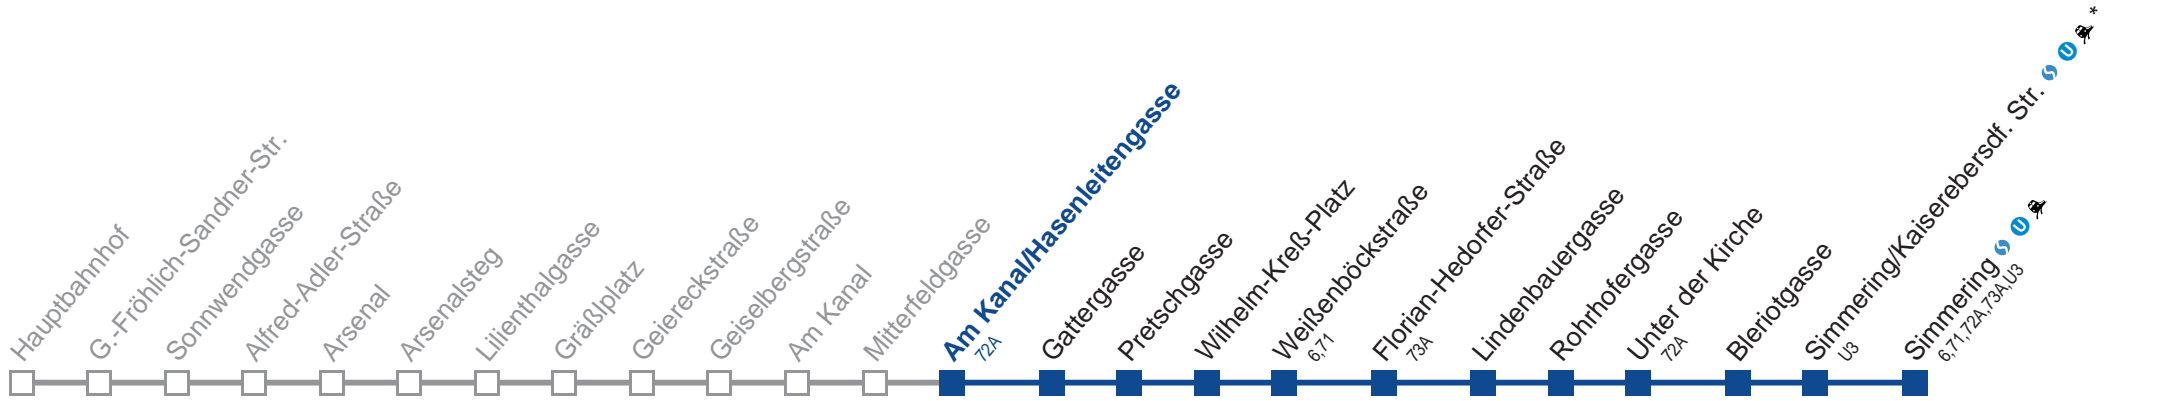 Hauptbahnhof
G.-Fröhlich-Sandner-Str.
Sonnwendgasse
Alfred-Adler-Straße
Arsenal
Arsenalsteg
Lilienthalgasse
Gräßlplatz
Geiereckstraße
Geiselbergstraße
Am Kanal
Mitterfeldgasse
Am Kanal/Hasenleitengasse
72A
Gattergasse
Pretschgasse
Wilhelm-Kreß-Platz
Weißenböckstraße
6,71
Florian-Hedorfer-Straße
73A
Lindenbauergasse
Rohrhofergasse
Unter der Kirche
72A
Bleriotgasse
Simmering/Kaiserebersdf. Str. S U *
U3
Simmering S U
6,71,72A,73A,U3